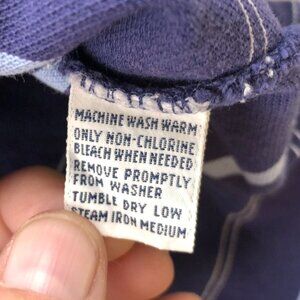 MACHINE WASH WARM
ONLY NON-CHLORINE
BLEACH WHEN NEEDED
REMOVE PROMPTLY
FROM WASHER
TUMBLE DRY LOW
STEAM IRON MEDIUM